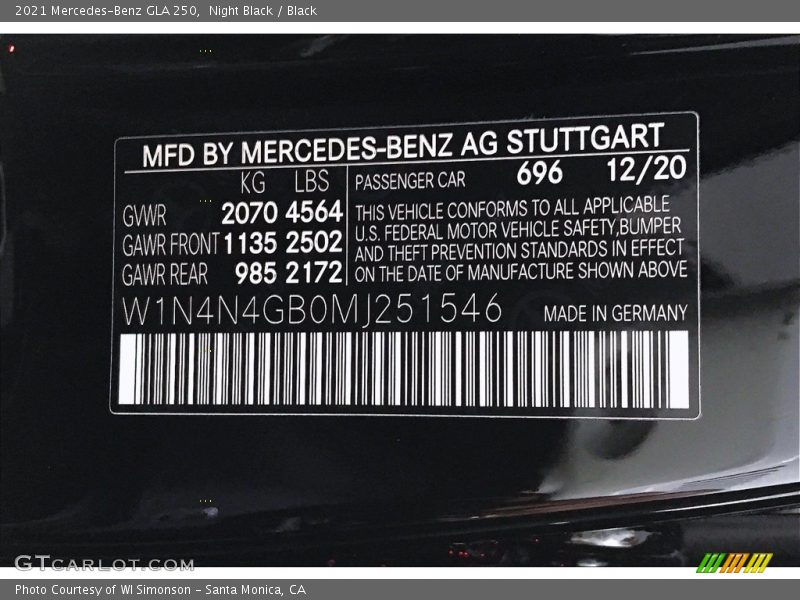 2021 Mercedes-Benz GLA 250,  Night Black / Black
MFD BY MERCEDES-BENZ AG STUTTGART
KG LBS
GVWR 2070 4564
GAWR FRONT 1135 2502
GAWR REAR 985 2172
PASSENGER CAR 696 12/20
THIS VEHICLE CONFORMS TO ALL APPLICABLE
U.S. FEDERAL MOTOR VEHICLE SAFETY,BUMPER
AND THEFT PREVENTION STANDARDS IN EFFECT
ON THE DATE OF MANUFACTURE SHOWN ABOVE
W1N4N4GB0MJ251546 MADE IN GERMANY
GTCARLOT.COM
Photo Courtesy of WI Simonson - Santa Monica, CA